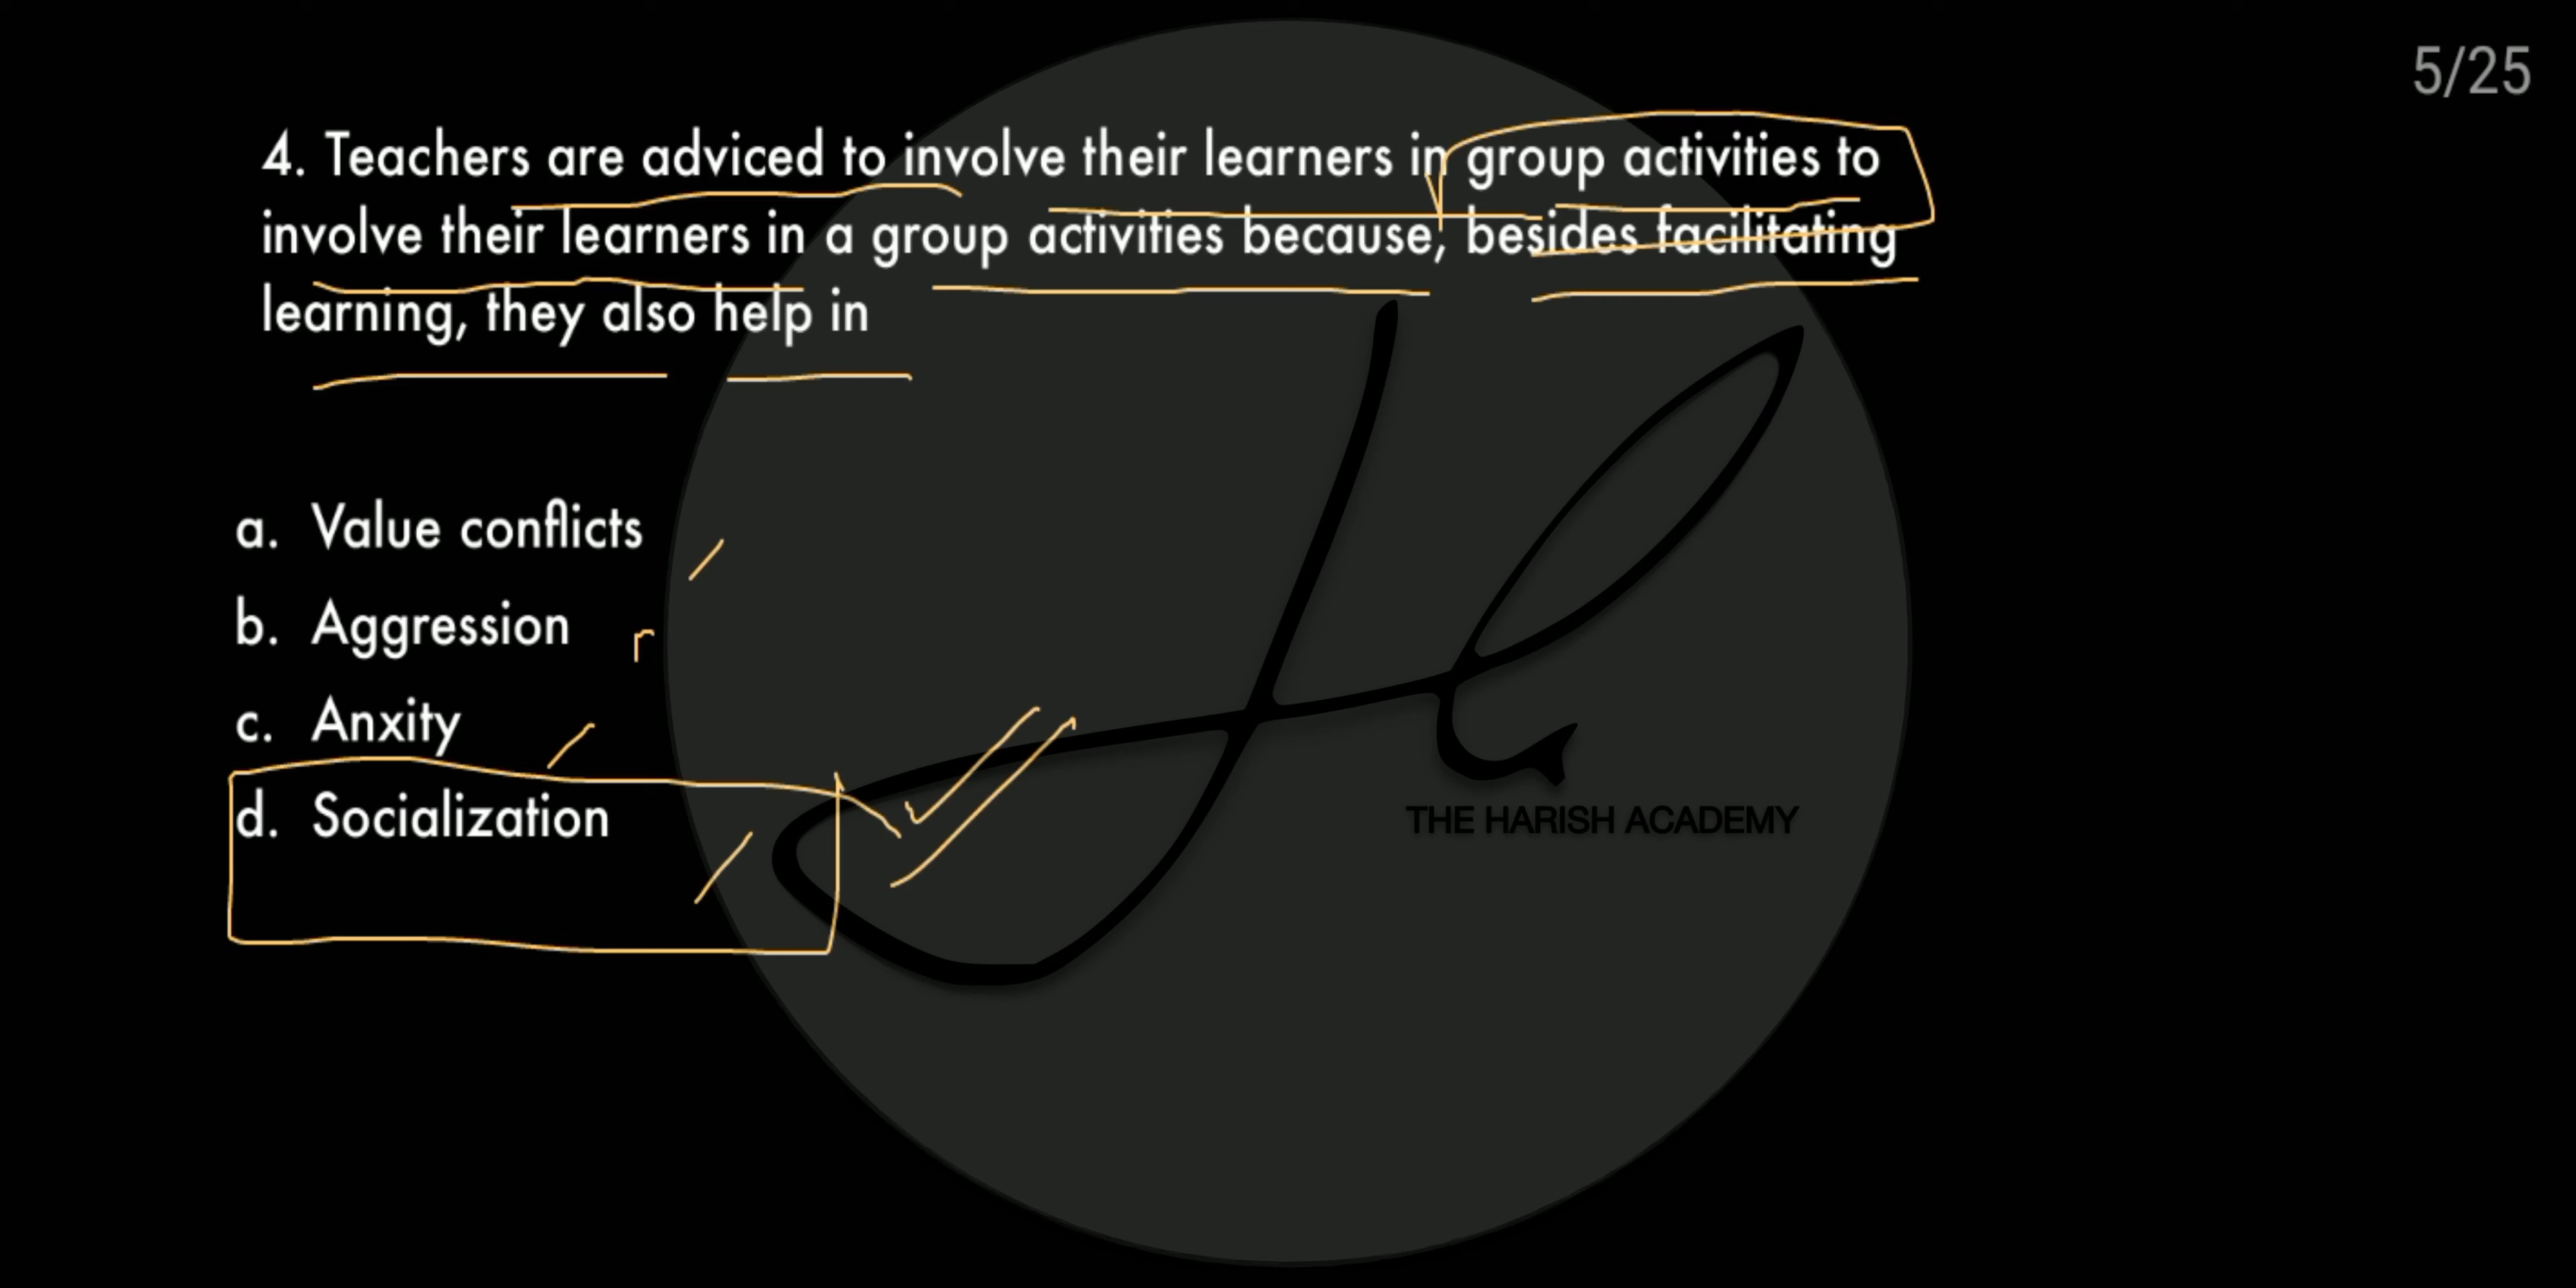 5/25
4. Teachers are adviced to involve their learners in group activities to
involve their learners in a group activities because, besides facilitating
learning, they also help in
a. Value conflicts
b. Aggression
c. Anxity
d. Socialization
THE HARISH ACADEMY